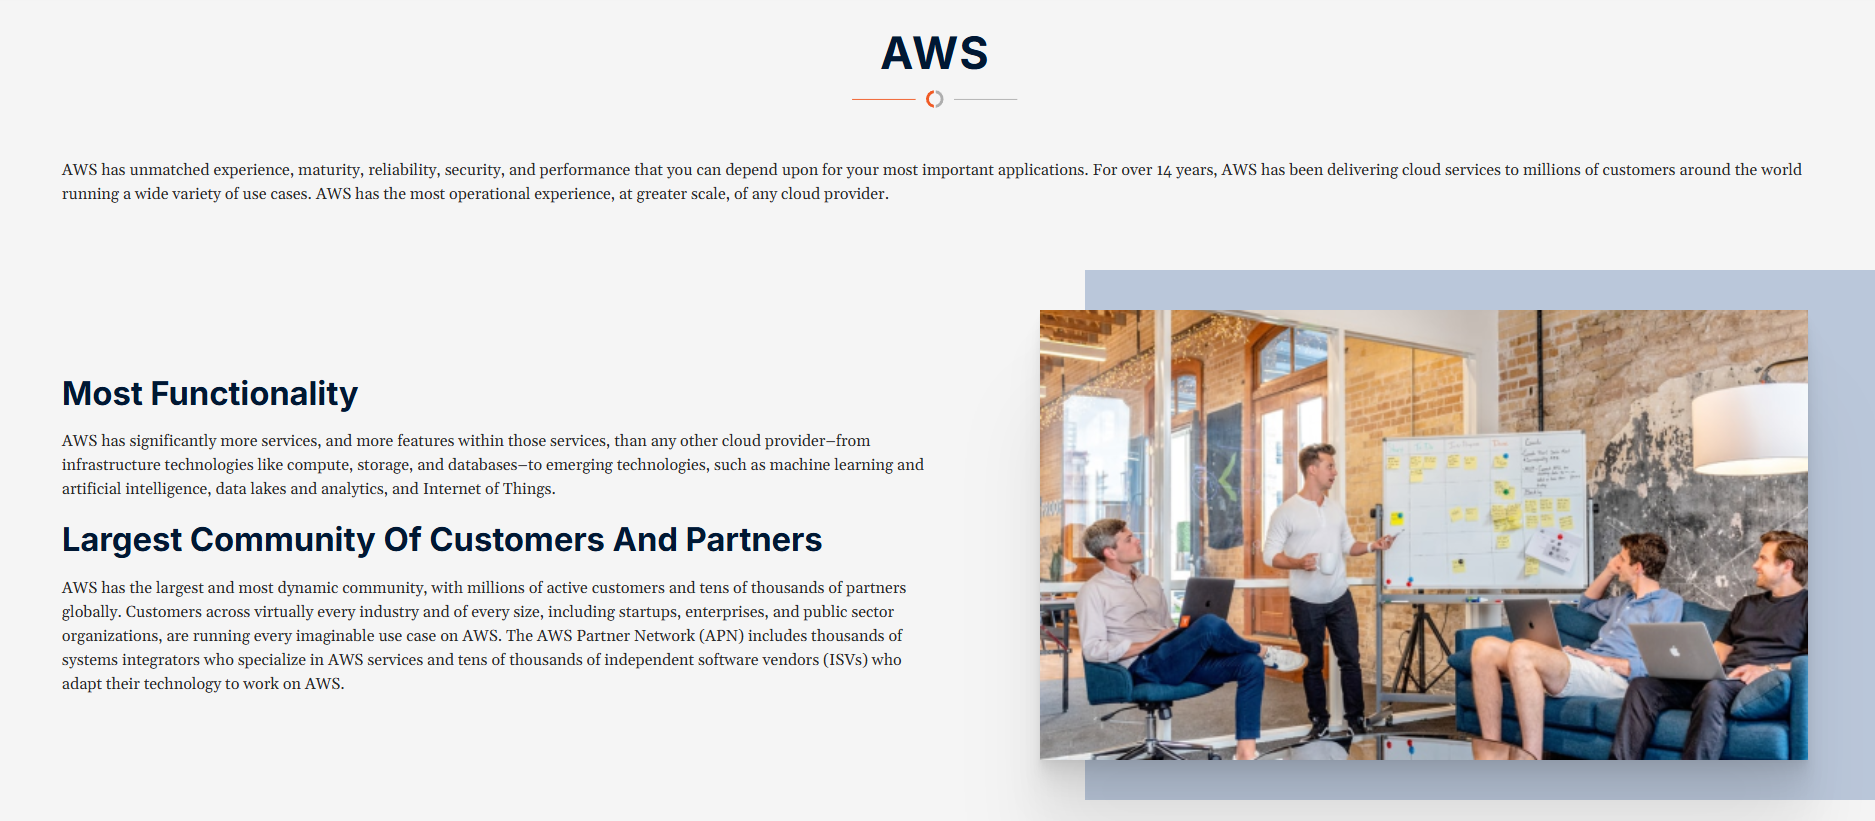 AWS
AWS has unmatched experience, maturity, reliability, security, and performance that you can depend upon for your most important applications. For over 14 years, AWS has been delivering cloud services to millions of customers around the world
running a wide variety of use cases. AWS has the most operational experience, at greater scale, of any cloud provider.
Most Functionality
AWS has significantly more services, and more features within those services, than any other cloud provider–from
infrastructure technologies like compute, storage, and databases–to emerging technologies, such as machine learning and
artificial intelligence, data lakes and analytics, and Internet of Things.
Largest Community Of Customers And Partners
AWS has the largest and most dynamic community, with millions of active customers and tens of thousands of partners
globally. Customers across virtually every industry and of every size, including startups, enterprises, and public sector
organizations, are running every imaginable use case on AWS. The AWS Partner Network (APN) includes thousands of
systems integrators who specialize in AWS services and tens of thousands of independent software vendors (ISVs) who
adapt their technology to work on AWS.